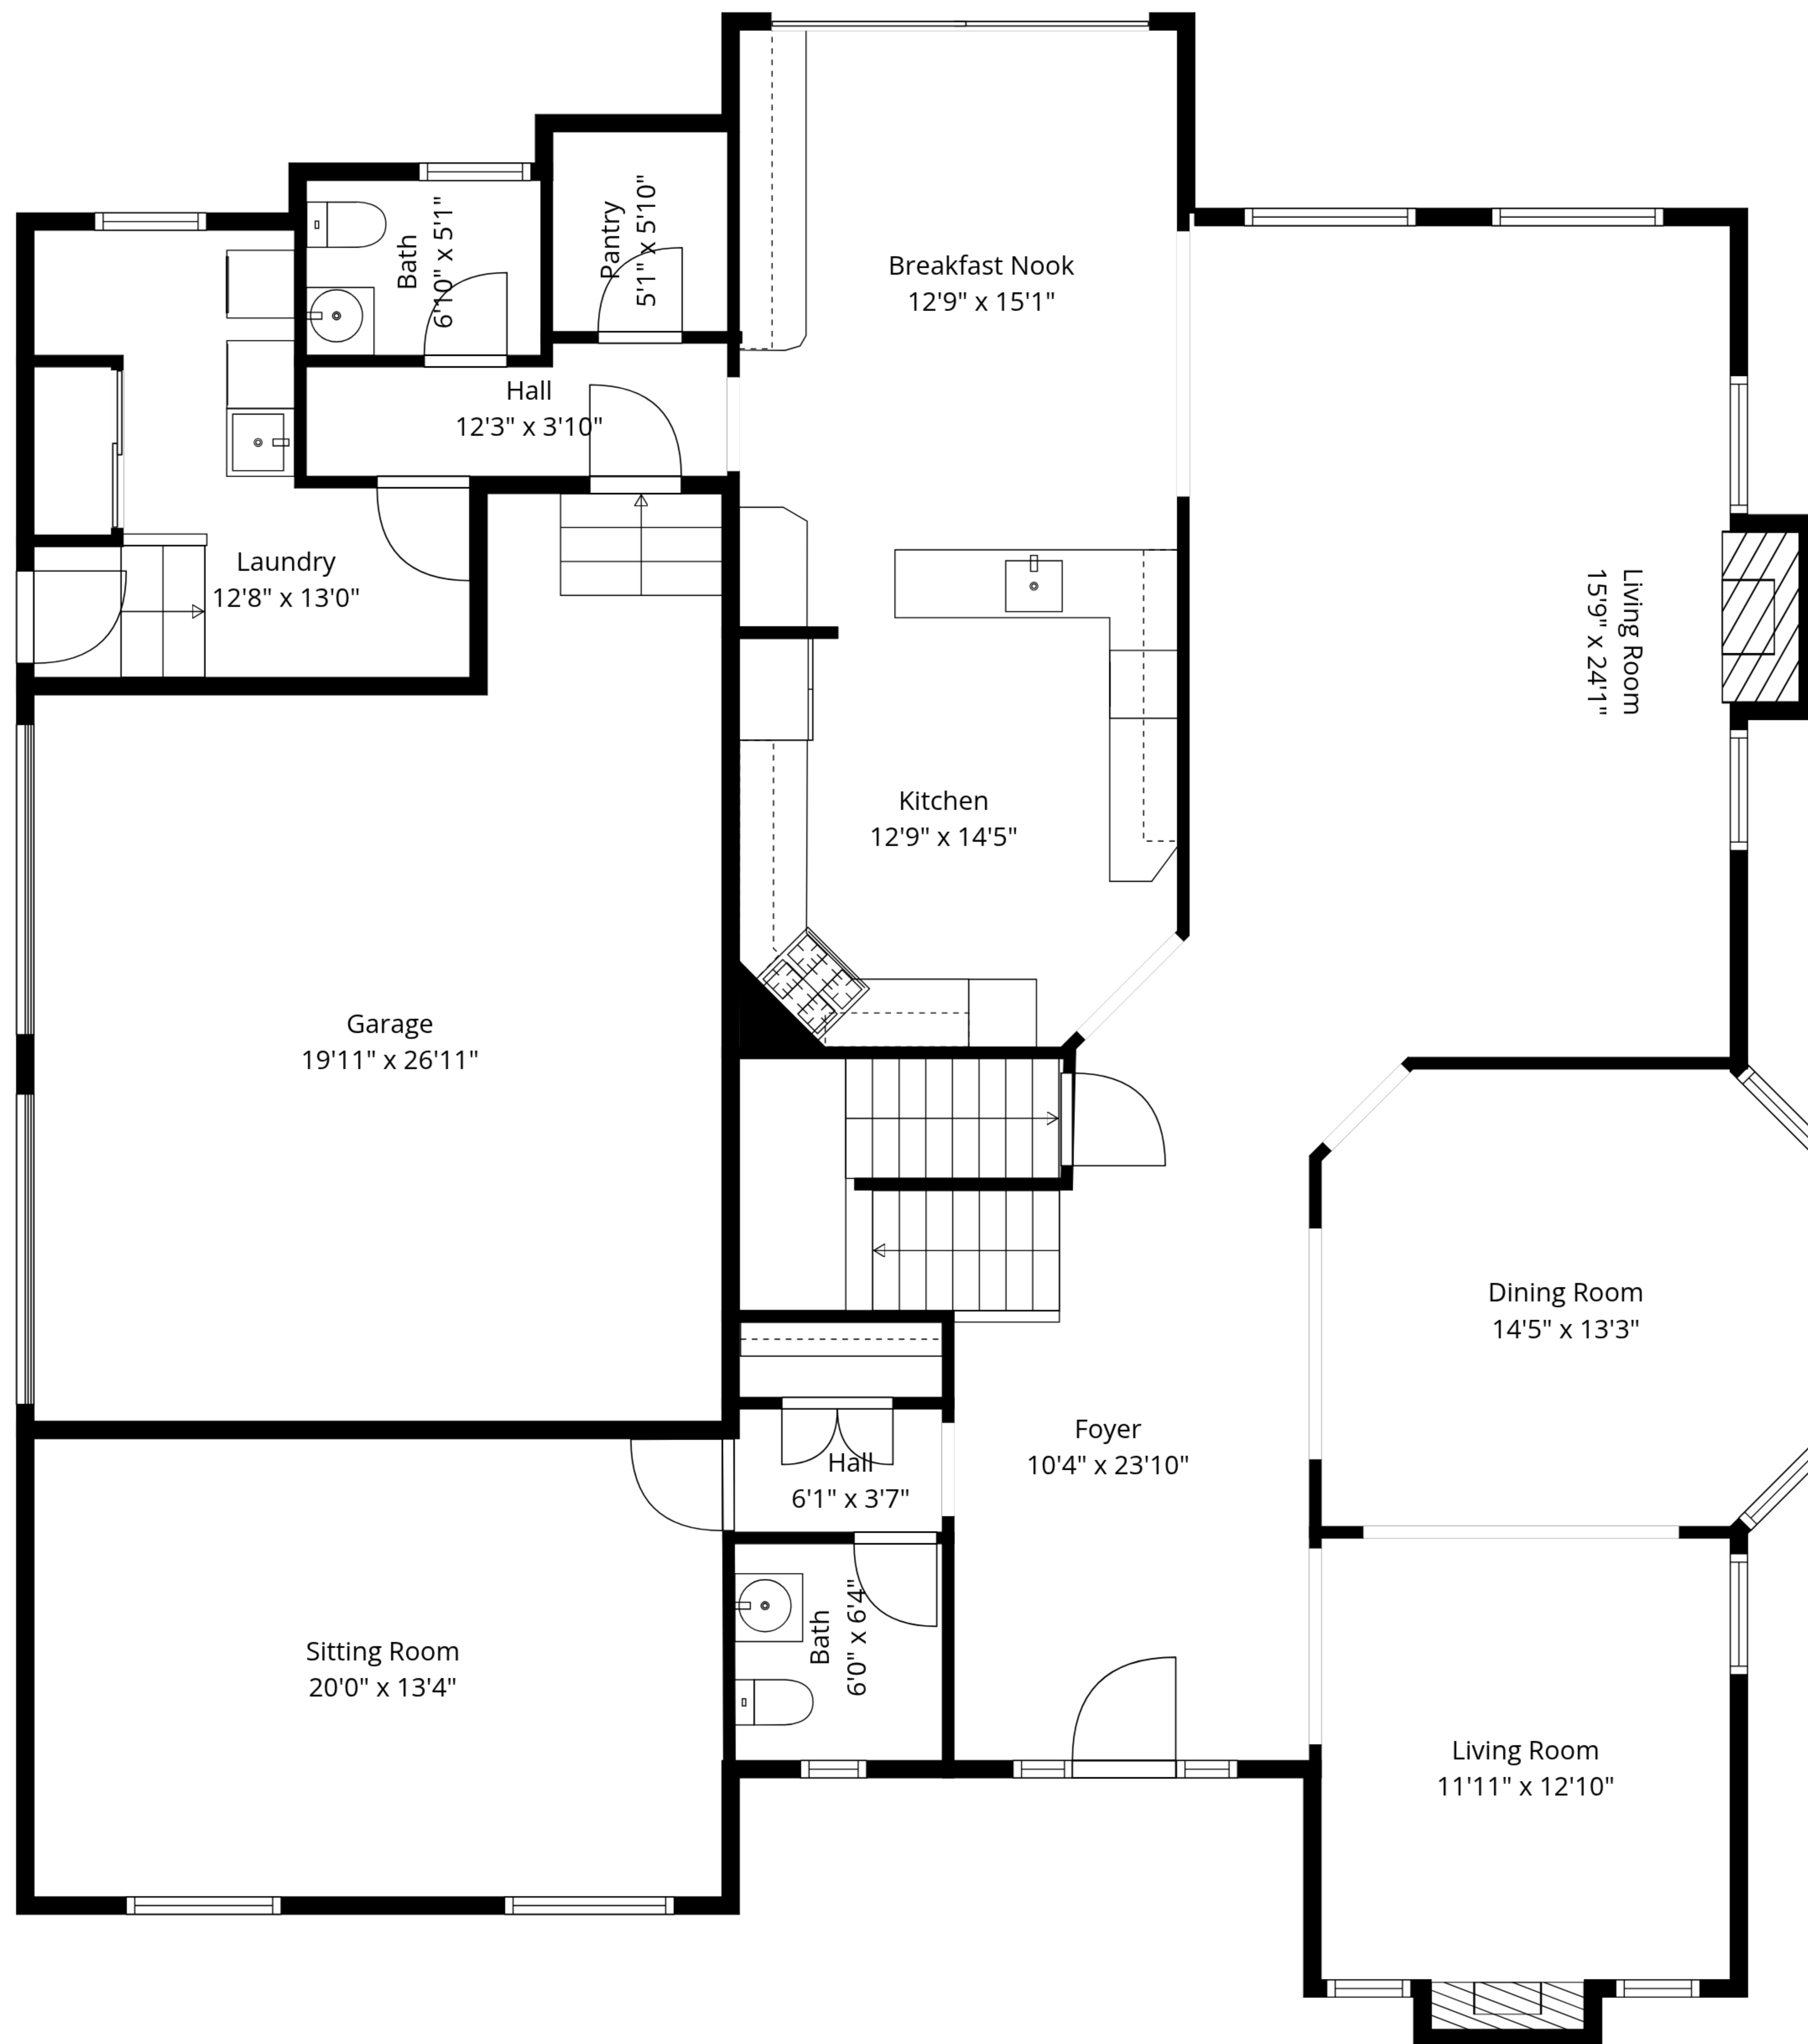 Bath
6'10" x 5'1"
Pantry
5'1" x 5'10"
Breakfast Nook
12'9" x 15'1"
Hall
12'3" x 3'10"
Laundry
12'8" x 13'0"
Living Room
15'9" x 24'1"
Kitchen
12'9" x 14'5"
Garage
19'11" x 26'11"
Dining Room
14'5" x 13'3"
Foyer
10'4" x 23'10"
Hall
6'1" x 3'7"
Bath
6'0" x 6'4"
Sitting Room
20'0" x 13'4"
Living Room
11'11" x 12'10"